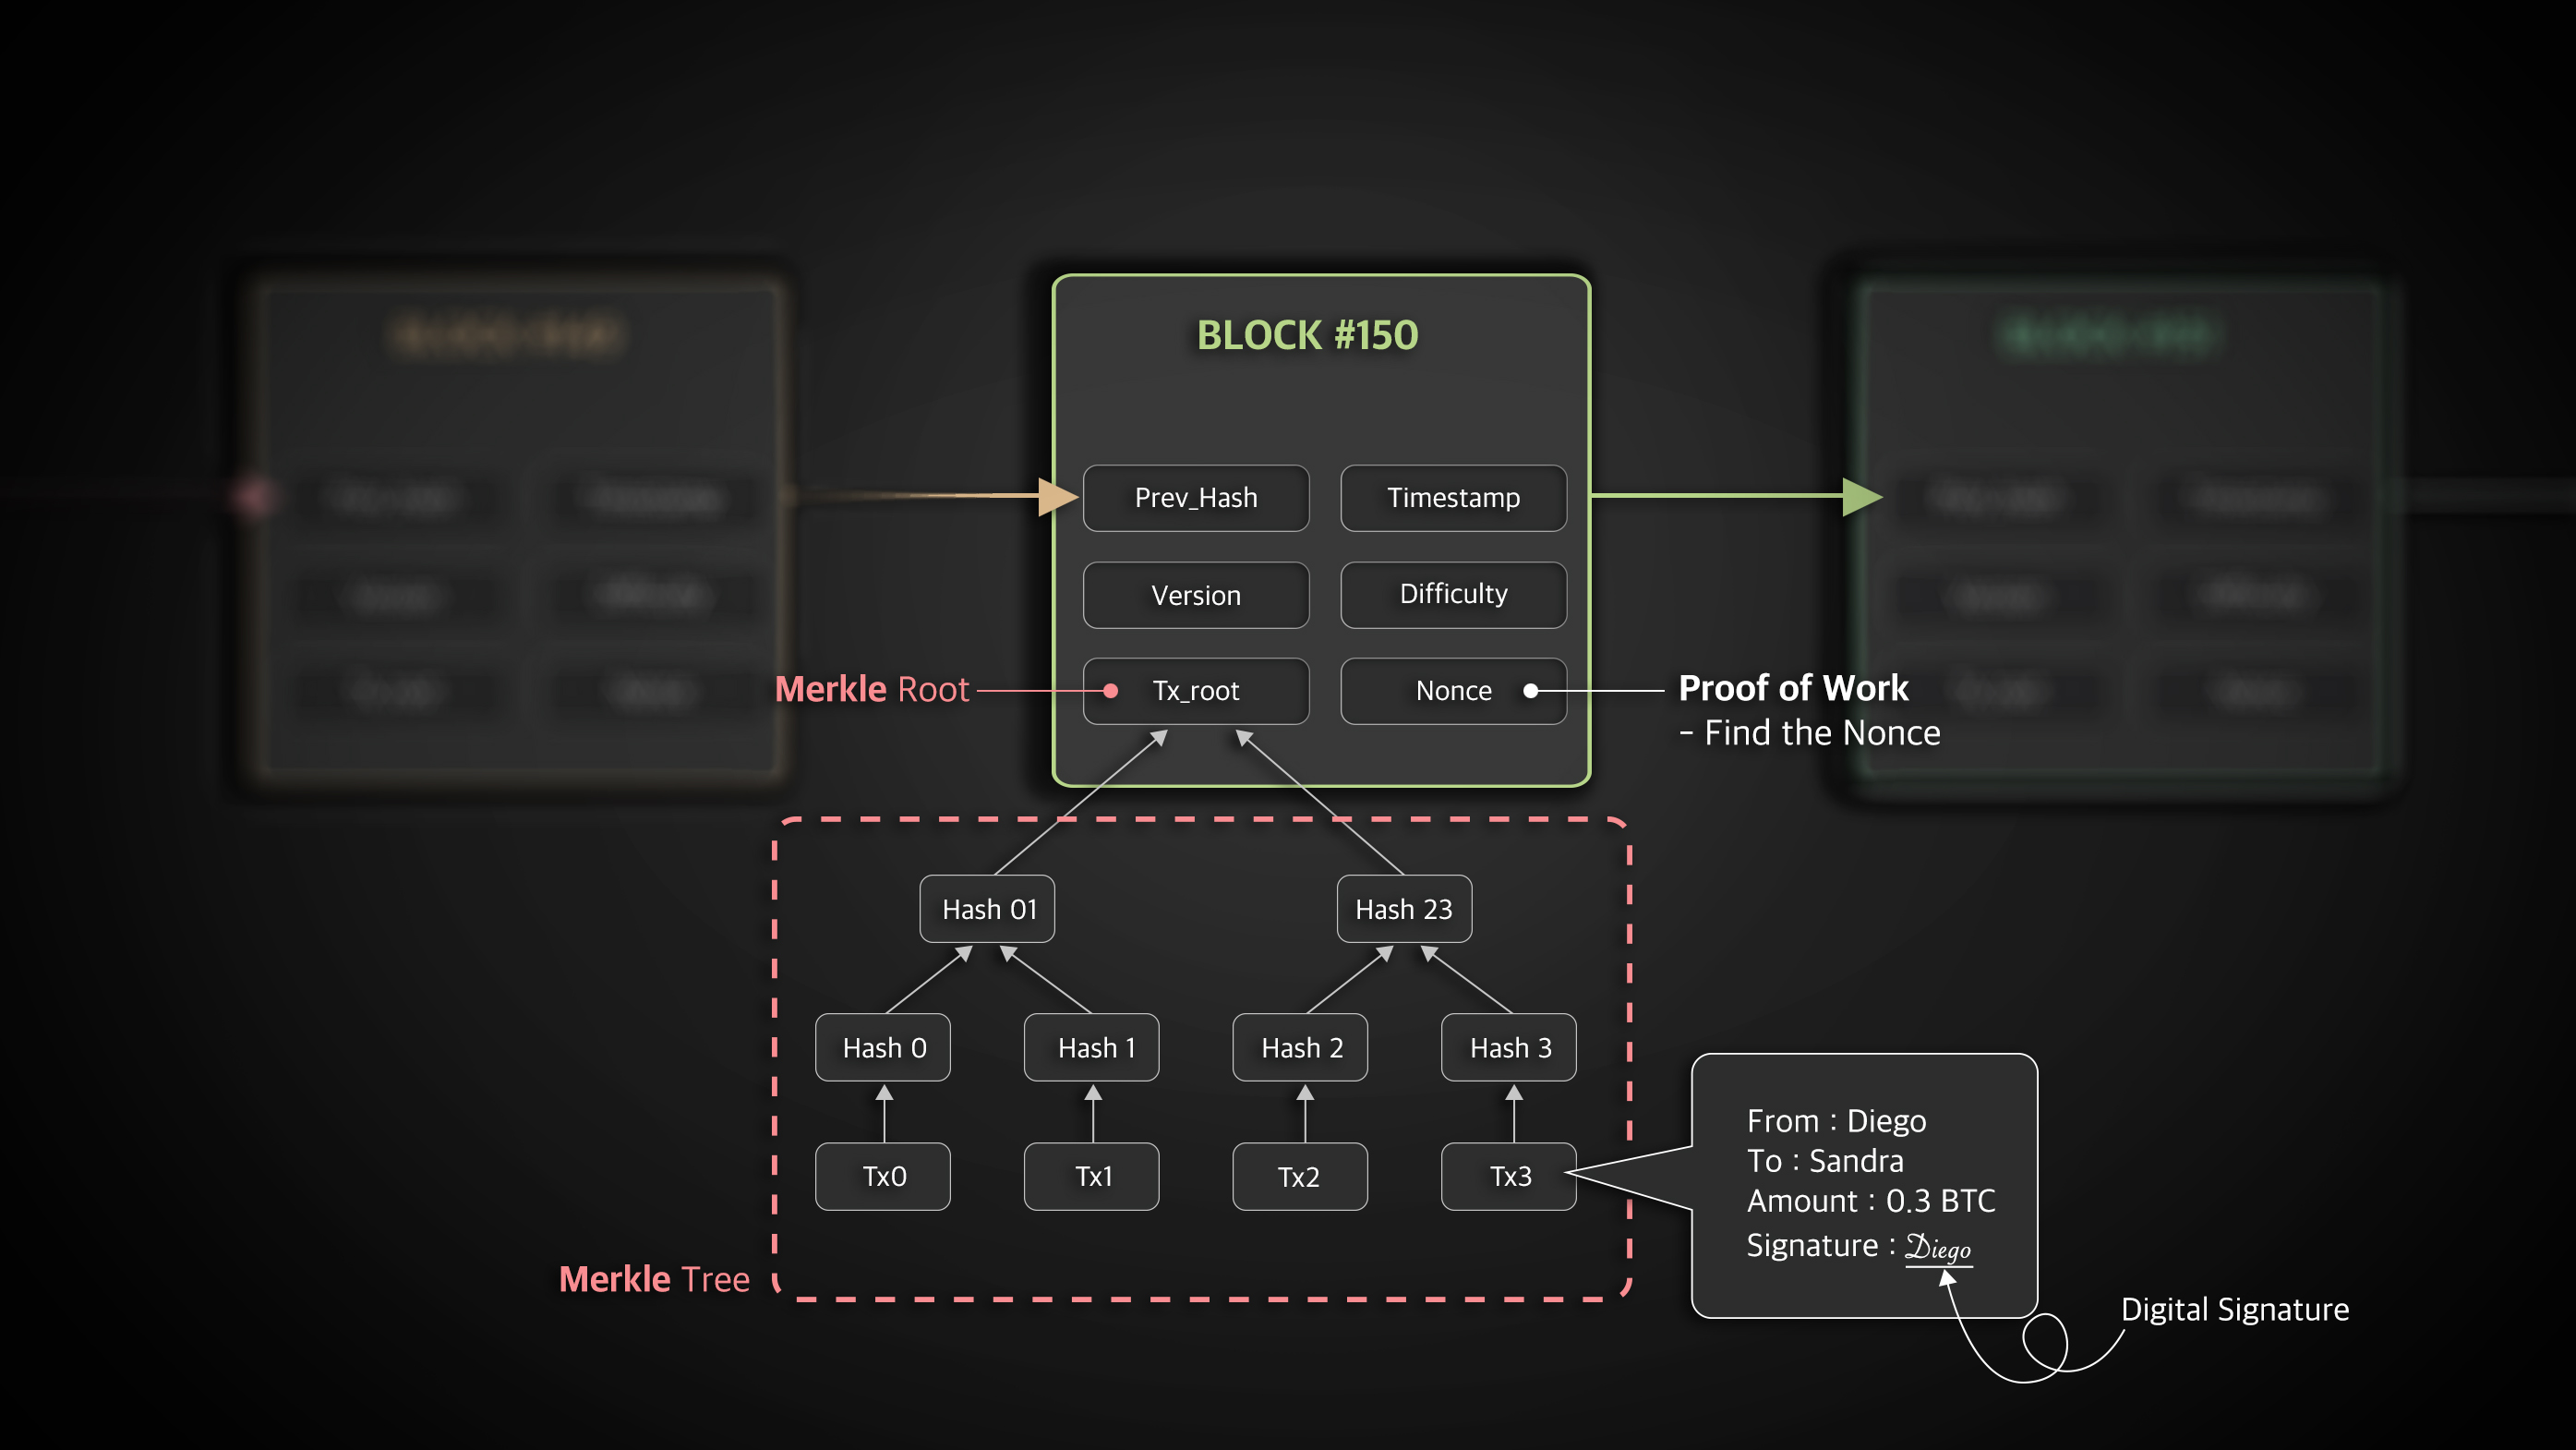 BLOCK #150
Prev_Hash
Timestamp
Version
Difficulty
Merkle Root
Tx_root
Nonce
Proof of Work
- Find the Nonce
Hash 01
Hash 23
Hash 0
Hash 1
Hash 2
Hash 3
Tx0
Tx1
Tx2
Tx3
From : Diego
To : Sandra
Amount : 0.3 BTC
Signature : Diego
Merkle Tree
Digital Signature